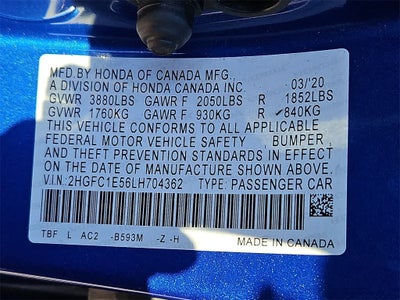 MFD.BY HONDA OF CANADA MFG.,
A DIVISION OF HONDA CANADA INC. 03/'20
GVWR 3880LBS GAWR F 2050LBS R 1852LBS
GVWR 1760KG GAWR F 930KG R 840KG
THIS VEHICLE CONFORMS TO ALL APPLICABLE
FEDERAL MOTOR VEHICLE SAFETY BUMPER,
AND THEFT PREVENTION STANDARDS IN EFFECT
ON THE DATE OF MANUFACTURE SHOWN ABOVE.
V.I.N:2HGFC1E56LH704362 TYPE: PASSENGER CAR
TBF L AC2 -B593M -Z -H
MADE IN CANADA